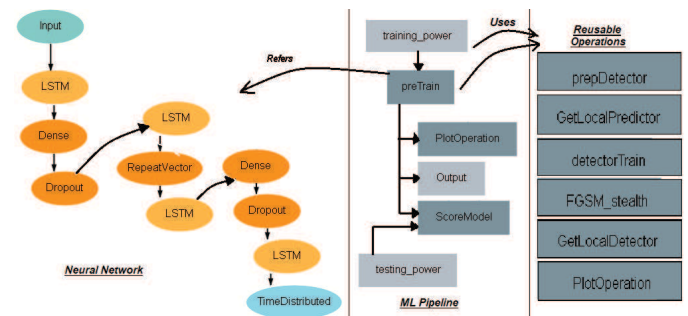 Input
LSTM
Dense
Dropout
LSTM
RepeatVector
LSTM
Dense
Dropout
LSTM
TimeDistributed
Neural Network
Refers
training_power
preTrain
PlotOperation
Output
ScoreModel
testing_power
ML Pipeline
Uses
Reusable
Operations
prepDetector
GetLocalPredictor
detectorTrain
FGSM_stealth
GetLocalDetector
PlotOperation